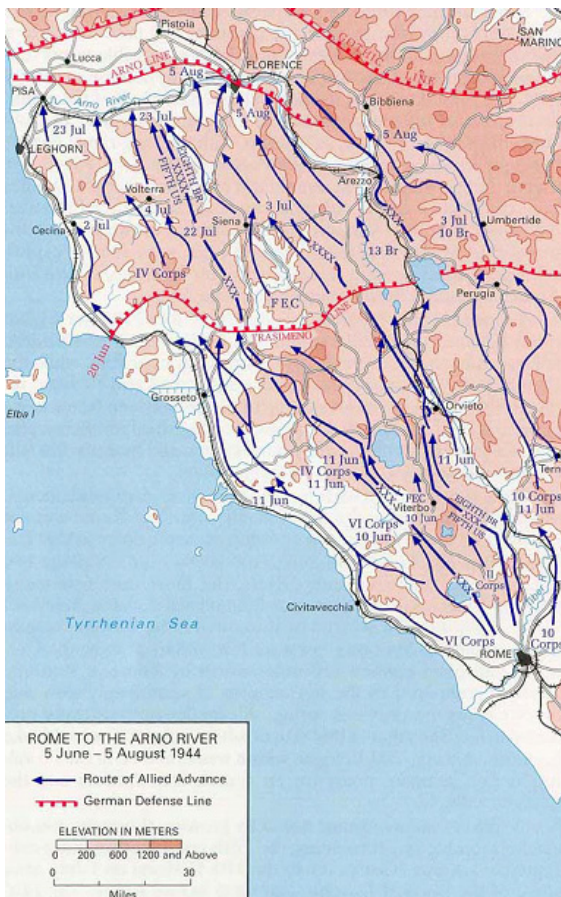 Pistoia
SAN
MARINO
Lucca
FLORENCE
GOTHIC
LINE
ARNO LINE
5 Aug
PISA
Arno River
Bibbiena
23 Jul
23 Jul
5 Aug
5 Aug
LEGHORN
EIGHTH BR
XXXX
FIFTH US
Arezzo
Volterra
XXX
4 Jul
3 Jul
3 Jul
10 Br
Umbertide
Cecina
2 Jul
22 Jul
Siena
XXXX
13 Br
IV Corps
XXX
FEC
Perugia
TRASIMENO
LINE
20 Jun
Elba I
Grosseto
Orvieto
11 Jun
IV Corps
11 Jun
11 Jun
11 Jun
XXX
FEC
Viterbo
10 Jun
EIGHTH BR
XXX
FIFTH US
10 Corps
11 Jun
VI Corps
10 Jun
II
Corps
XXX
Tiber R
Civitavecchia
Tyrrhenian Sea
VI Corps
10
Corps
ROME
ROME TO THE ARNO RIVER
5 June – 5 August 1944
Route of Allied Advance
German Defense Line
ELEVATION IN METERS
0 200 600 1200 and Above
0 30
Miles